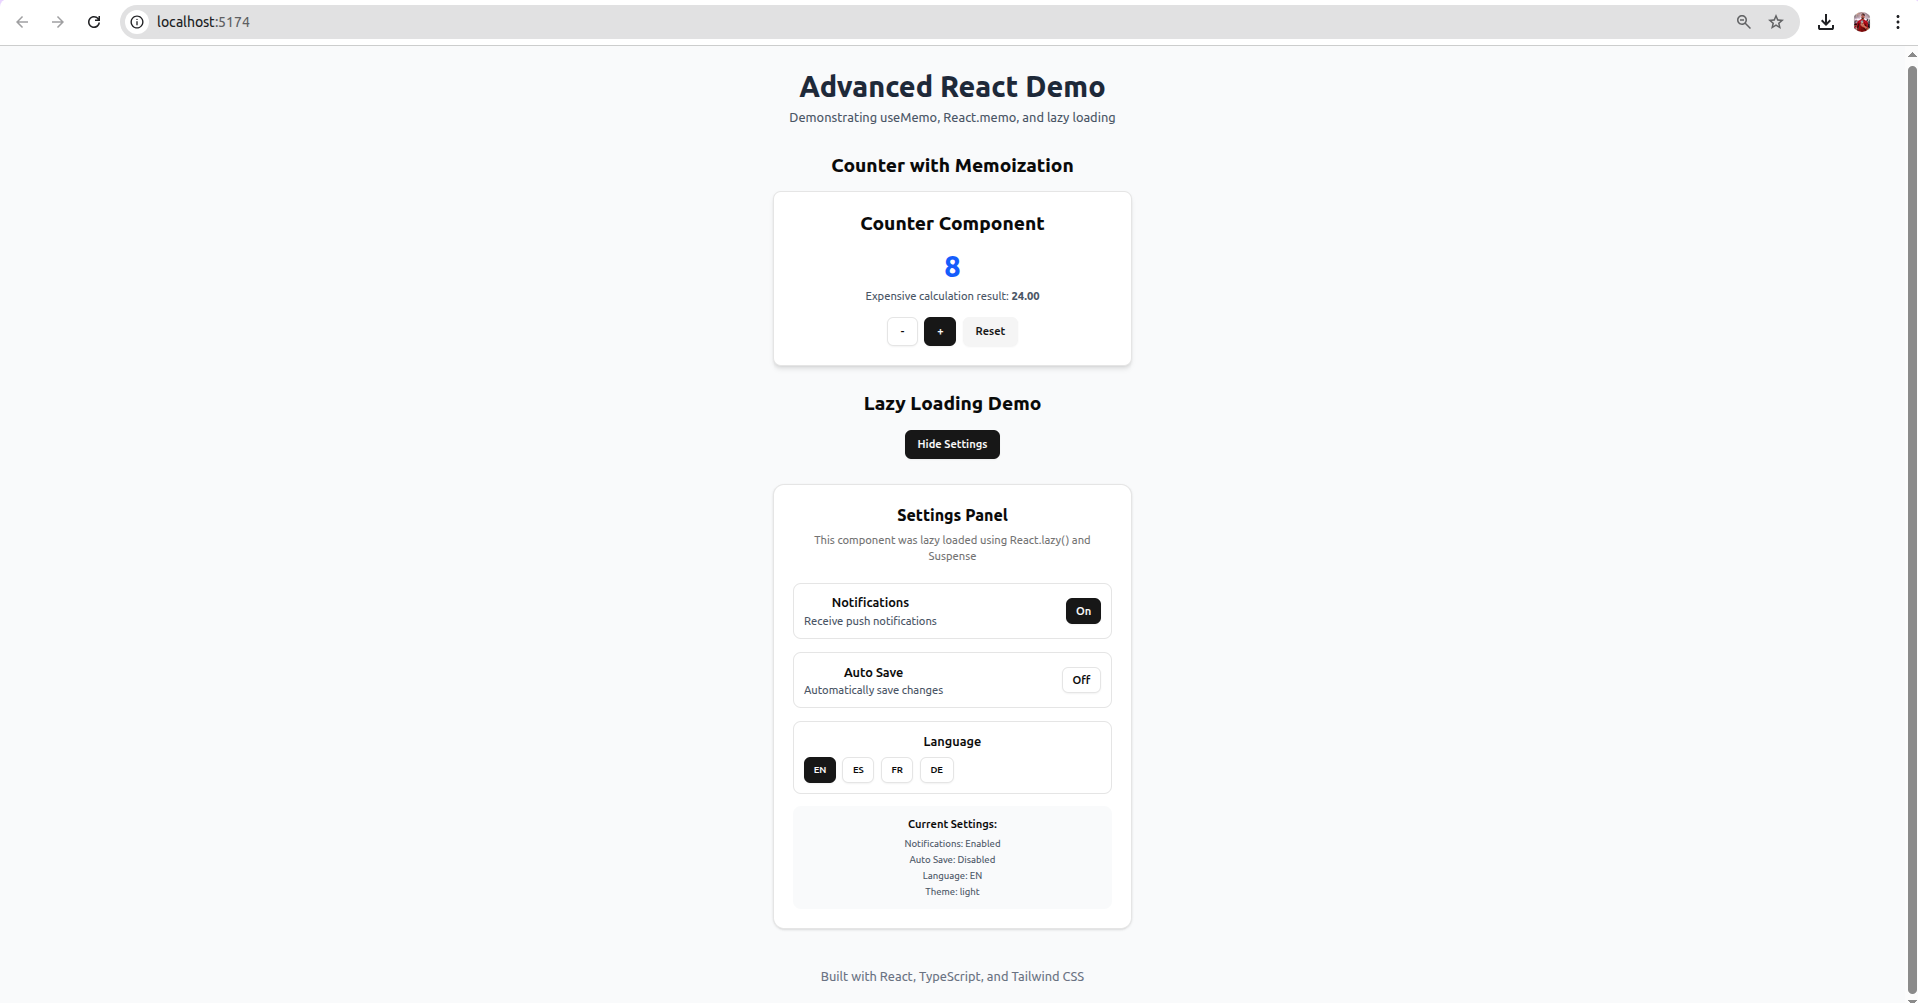 localhost:5174
Advanced React Demo
Demonstrating useMemo, React.memo, and lazy loading
Counter with Memoization
Counter Component
8
Expensive calculation result: 24.00
- + Reset
Lazy Loading Demo
Hide Settings
Settings Panel
This component was lazy loaded using React.lazy() and
Suspense
Notifications
Receive push notifications
On
Auto Save
Automatically save changes
Off
Language
EN ES FR DE
Current Settings:
Notifications: Enabled
Auto Save: Disabled
Language: EN
Theme: light
Built with React, TypeScript, and Tailwind CSS